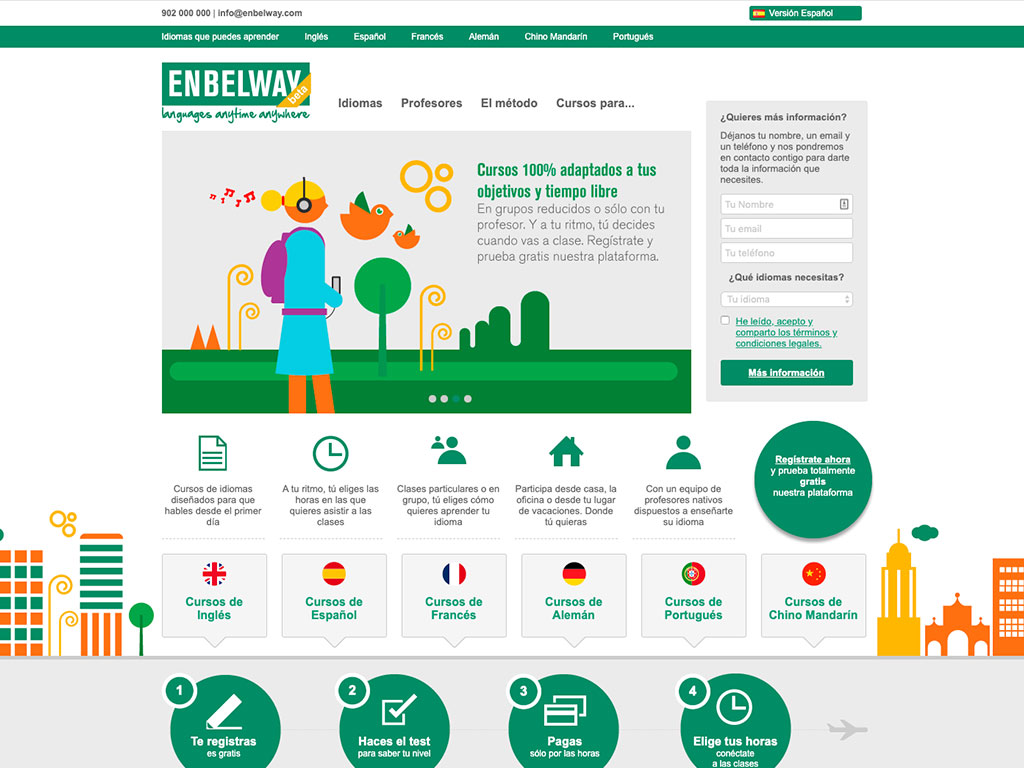 902 000 000 | info@enbelway.com
Versión Español
Idiomas que puedes aprender Inglés Español Francés Alemán Chino Mandarín Portugués
ENBELWAY
beta
languages anytime anywhere
Idiomas Profesores El método Cursos para...
Cursos 100% adaptados a tus
objetivos y tiempo libre
En grupos reducidos o sólo con tu
profesor. Y a tu ritmo, tú decides
cuando vas a clase. Regístrate y
prueba gratis nuestra plataforma.
¿Quieres más información?
Déjanos tu nombre, un email y
un teléfono y nos pondremos
en contacto contigo para darte
toda la información que
necesites.
Tu Nombre
Tu email
Tu teléfono
¿Qué idiomas necesitas?
Tu idioma
He leído, acepto y
comparto los términos y
condiciones legales.
Más información
Cursos de idiomas
diseñados para que
hables desde el primer
día
A tu ritmo, tú eliges las
horas en las que
quieres asistir a las
clases
Clases particulares o en
grupo, tú eliges cómo
quieres aprender tu
idioma
Participa desde casa, la
oficina o desde tu lugar
de vacaciones. Donde
tú quieras
Con un equipo de
profesores nativos
dispuestos a enseñarte
su idioma
Regístrate ahora
y prueba totalmente
gratis
nuestra plataforma
Cursos de
Inglés
Cursos de
Español
Cursos de
Francés
Cursos de
Alemán
Cursos de
Portugués
Cursos de
Chino Mandarín
1
Te registras
es gratis
2
Haces el test
para saber tu nivel
3
Pagas
sólo por las horas
4
Elige tus horas
conéctate
a las clases